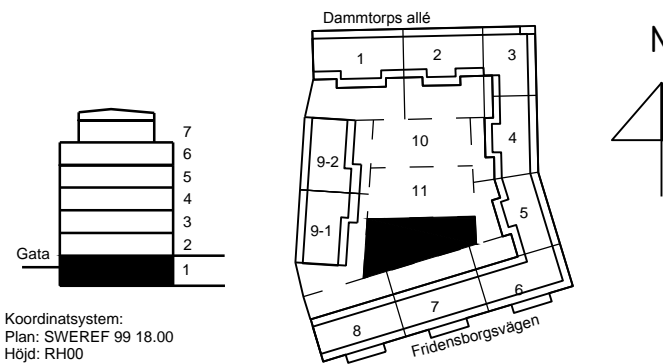 Dammtorps allé
N
1
2
3
4
5
6
7
8
9-1
9-2
10
11
Fridensborgsvägen
7
6
5
4
3
2
1
Gata
Koordinatsystem:
Plan: SWEREF 99 18.00
Höjd: RH00